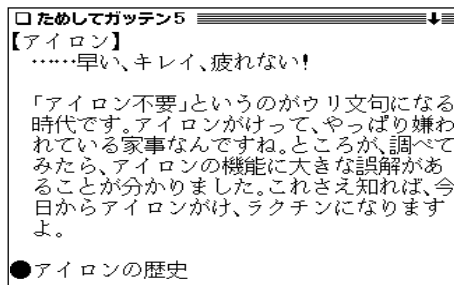 □ ためしてガッテン5
【アイロン】
……早い、キレイ、疲れない!
「アイロン不要」というのがウリ文句になる
時代です。アイロンがけって、やっぱり嫌わ
れている家事なんですね。ところが、調べて
みたら、アイロンの機能に大きな誤解があ
ることが分かりました。これさえ知れば、今
日からアイロンがけ、ラクチンになります
よ。
●アイロンの歴史